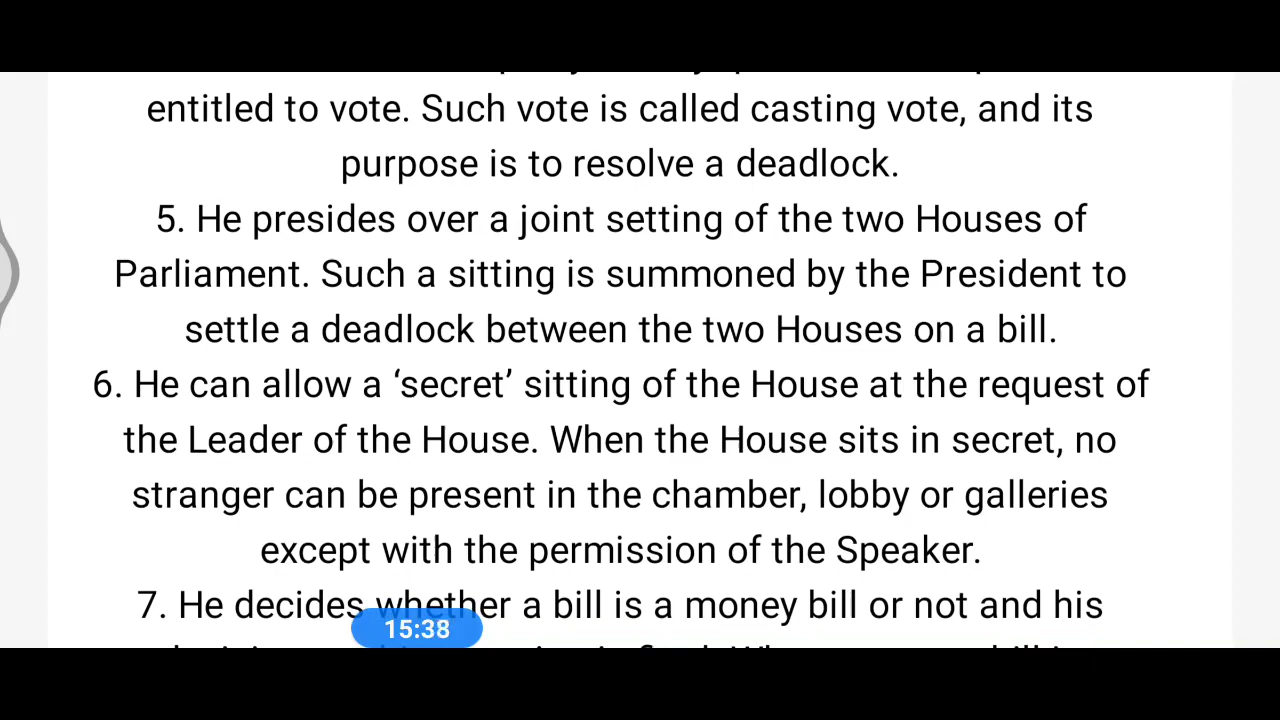 entitled to vote. Such vote is called casting vote, and its
purpose is to resolve a deadlock.
5. He presides over a joint setting of the two Houses of
Parliament. Such a sitting is summoned by the President to
settle a deadlock between the two Houses on a bill.
6. He can allow a ‘secret’ sitting of the House at the request of
the Leader of the House. When the House sits in secret, no
stranger can be present in the chamber, lobby or galleries
except with the permission of the Speaker.
7. He decides whether a bill is a money bill or not and his
15:38